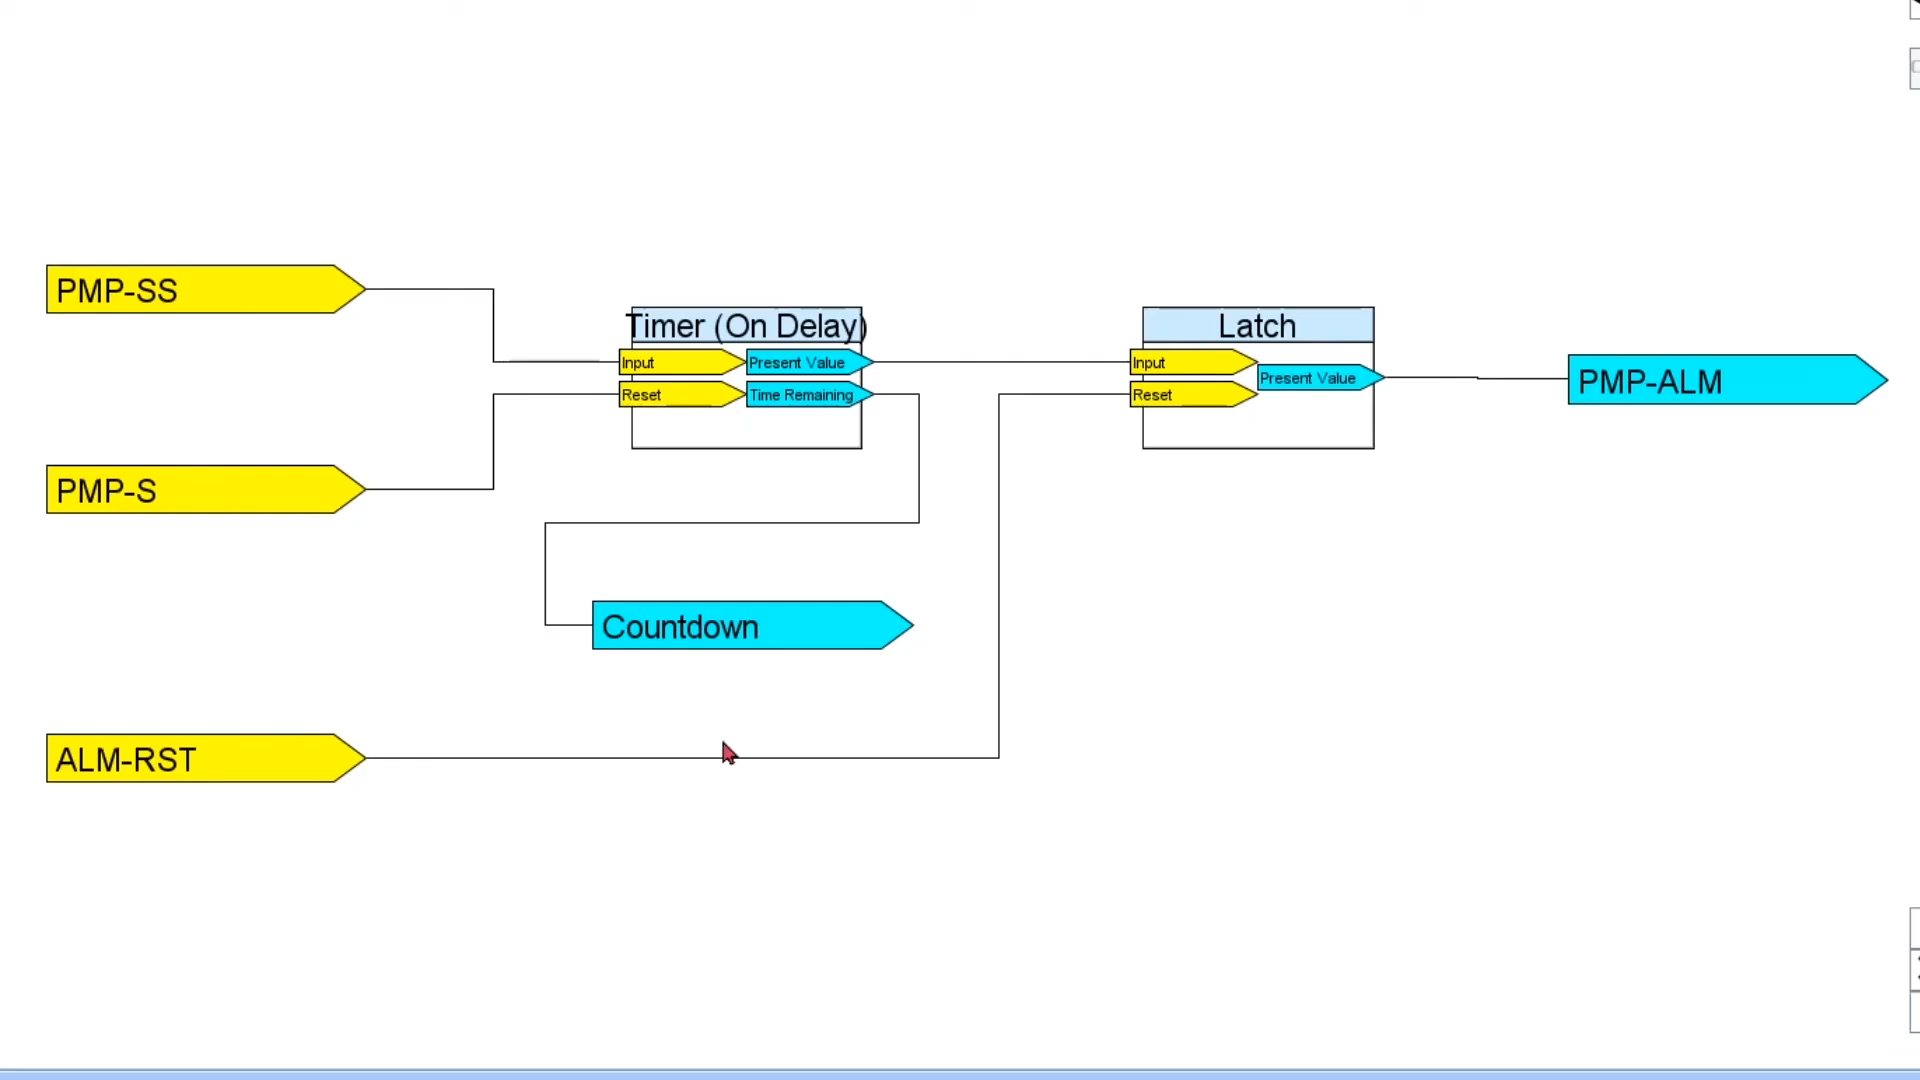 PMP-SS
Timer (On Delay)
Input
Present Value
Reset
Time Remaining
Latch
Input
Present Value
Reset
PMP-ALM
PMP-S
Countdown
ALM-RST